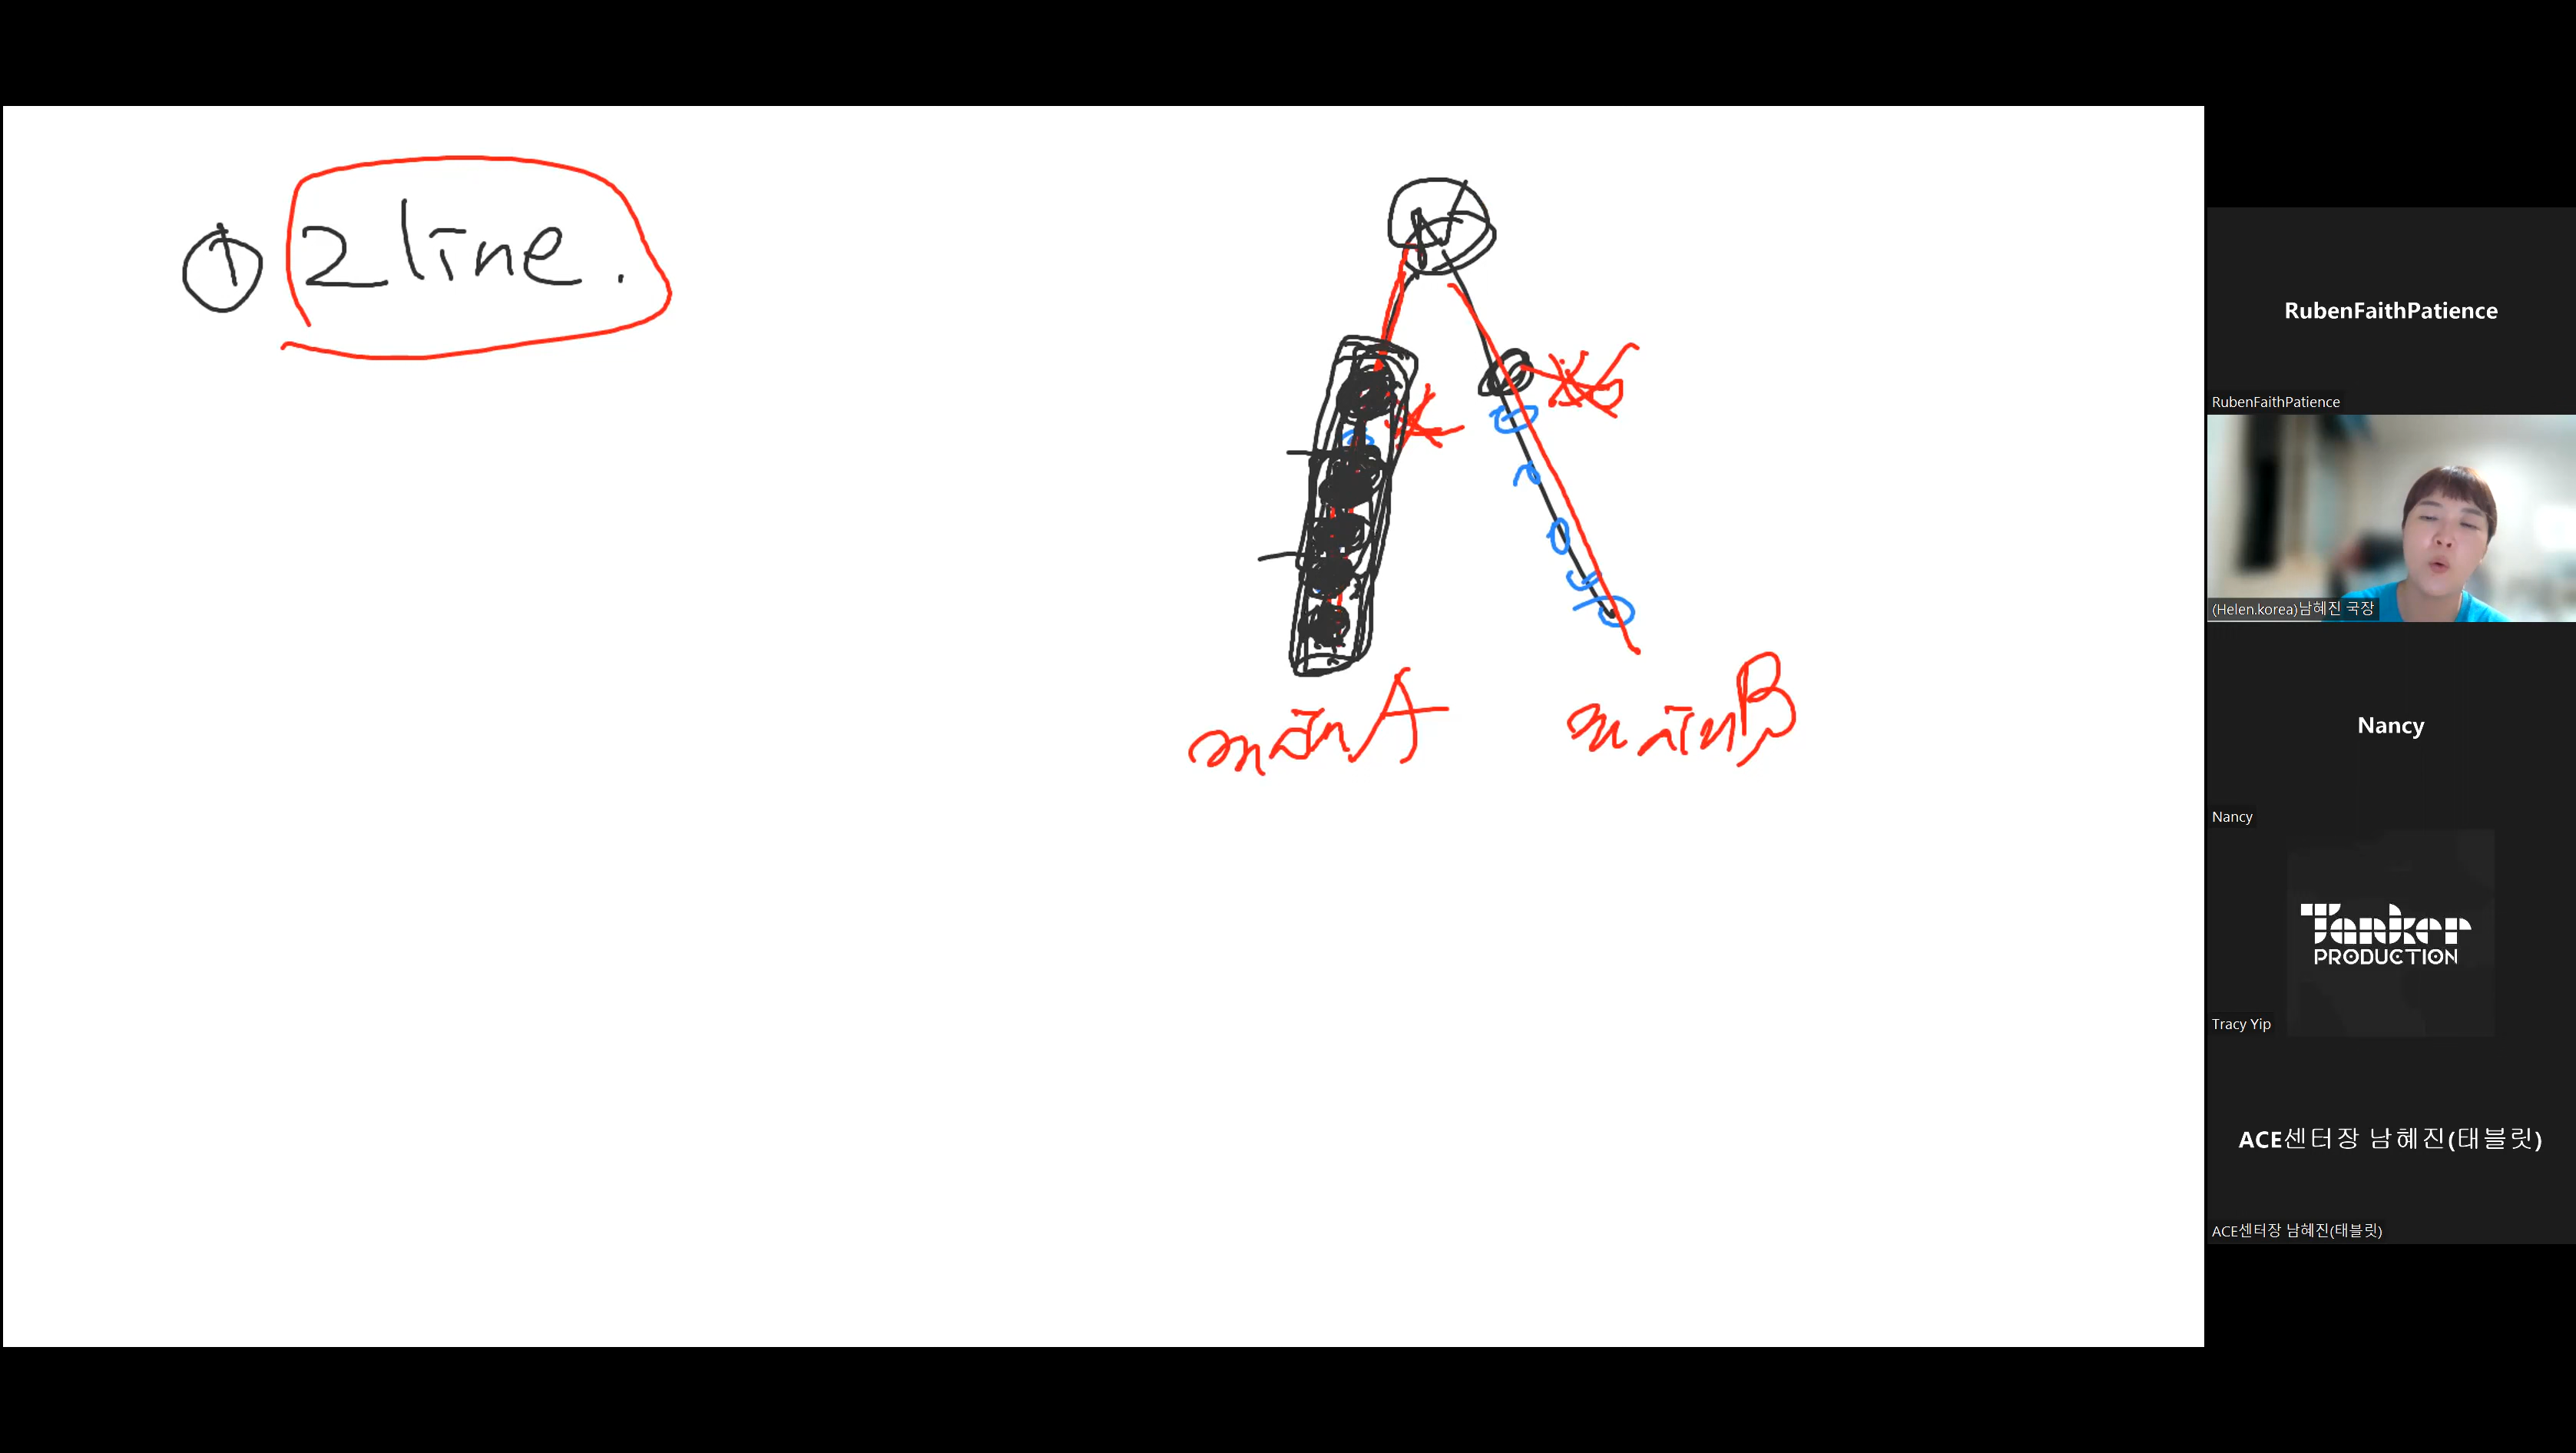 ① 2 line.
main A
main B
RubenFaithPatience
RubenFaithPatience
(Helen.korea)남혜진 국장
Nancy
Nancy
Tanker
PRODUCTION
Tracy Yip
ACE센터장 남혜진(태블릿)
ACE센터장 남혜진(태블릿)